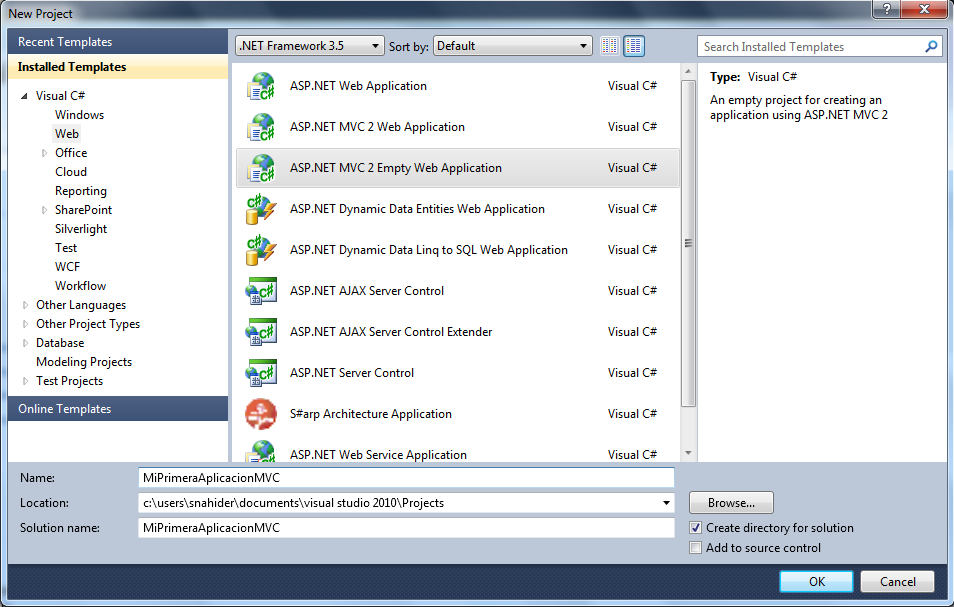 New Project
Recent Templates
Installed Templates
Visual C#
Windows
Web
Office
Cloud
Reporting
SharePoint
Silverlight
Test
WCF
Workflow
Other Languages
Other Project Types
Database
Modeling Projects
Test Projects
Online Templates
.NET Framework 3.5 Sort by: Default
ASP.NET Web Application Visual C#
ASP.NET MVC 2 Web Application Visual C#
ASP.NET MVC 2 Empty Web Application Visual C#
ASP.NET Dynamic Data Entities Web Application Visual C#
ASP.NET Dynamic Data Linq to SQL Web Application Visual C#
ASP.NET AJAX Server Control Visual C#
ASP.NET AJAX Server Control Extender Visual C#
ASP.NET Server Control Visual C#
S#arp Architecture Application Visual C#
ASP.NET Web Service Application Visual C#
Search Installed Templates
Type: Visual C#
An empty project for creating an
application using ASP.NET MVC 2
Name: MiPrimeraAplicacionMVC
Location: c:\users\snahider\documents\visual studio 2010\Projects
Browse...
Solution name: MiPrimeraAplicacionMVC
Create directory for solution
Add to source control
OK Cancel